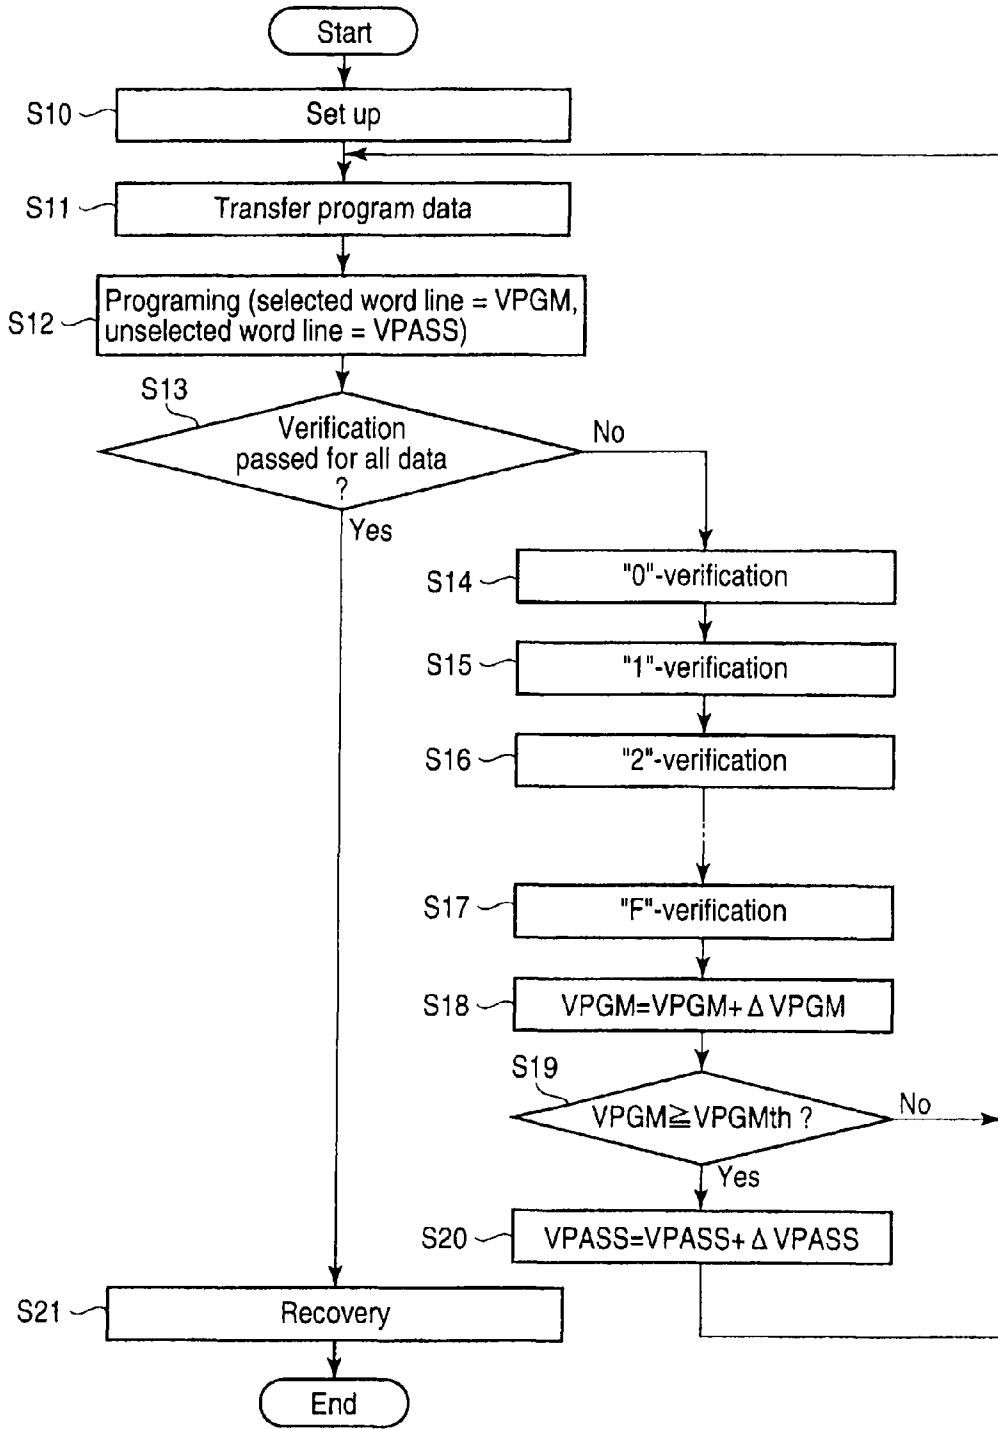 Start
S10
Set up
S11
Transfer program data
S12
Programing (selected word line = VPGM,
unselected word line = VPASS)
S13
Verification
passed for all data
?
No
Yes
S14
"0"-verification
S15
"1"-verification
S16
"2"-verification
S17
"F"-verification
S18
VPGM=VPGM+ Δ VPGM
S19
VPGM≧VPGMth ?
No
Yes
S20
VPASS=VPASS+ Δ VPASS
S21
Recovery
End